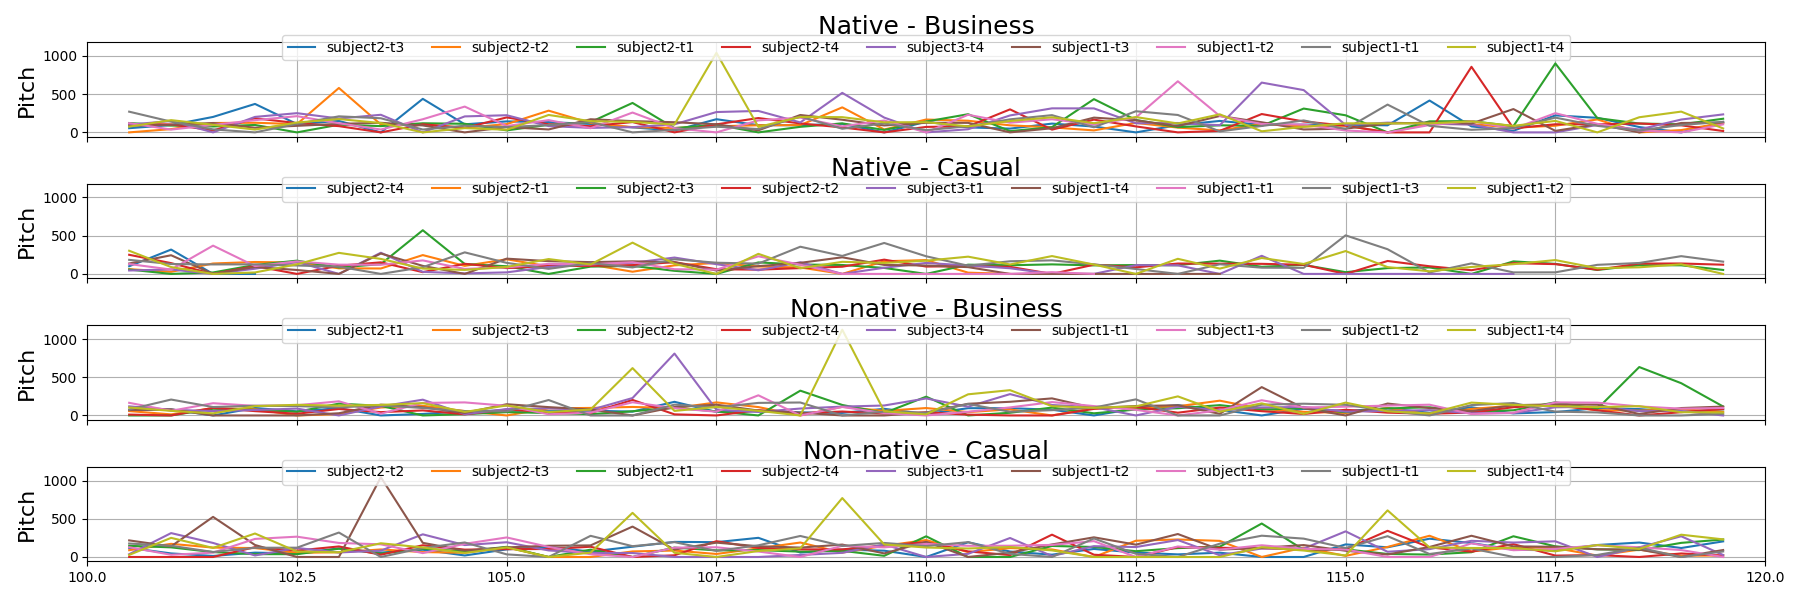 Native - Business
subject2-t3 subject2-t2 subject2-t1 subject2-t4 subject3-t4 subject1-t3 subject1-t2 subject1-t1 subject1-t4
Pitch
1000
500
0
Native - Casual
subject2-t4 subject2-t1 subject2-t3 subject2-t2 subject3-t1 subject1-t4 subject1-t1 subject1-t3 subject1-t2
Pitch
1000
500
0
Non-native - Business
subject2-t1 subject2-t3 subject2-t2 subject2-t4 subject3-t4 subject1-t1 subject1-t3 subject1-t2 subject1-t4
Pitch
1000
500
0
Non-native - Casual
subject2-t2 subject2-t3 subject2-t1 subject2-t4 subject3-t1 subject1-t2 subject1-t3 subject1-t1 subject1-t4
Pitch
1000
500
0
100.0 102.5 105.0 107.5 110.0 112.5 115.0 117.5 120.0